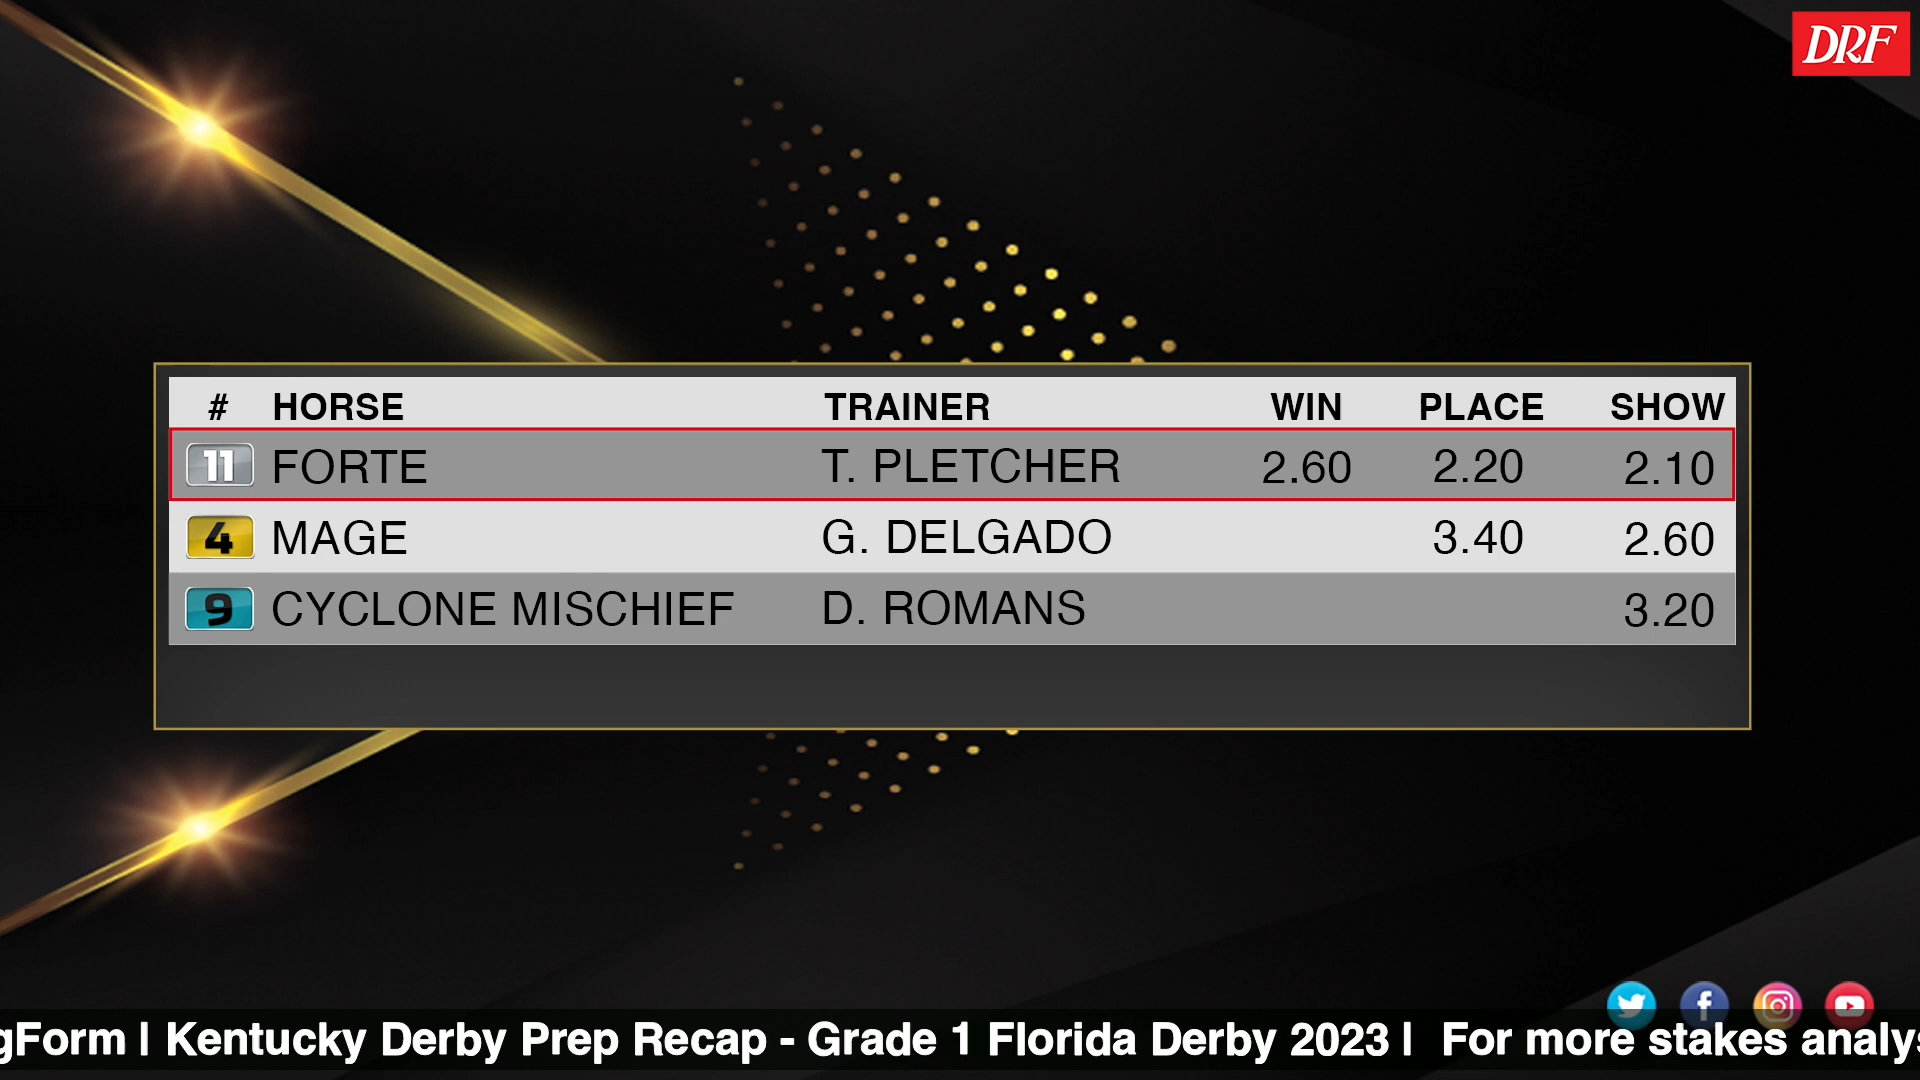 DRF
# HORSE TRAINER WIN PLACE SHOW
11 FORTE T. PLETCHER 2.60 2.20 2.10
4 MAGE G. DELGADO 3.40 2.60
9 CYCLONE MISCHIEF D. ROMANS 3.20
gForm | Kentucky Derby Prep Recap - Grade 1 Florida Derby 2023 | For more stakes analys